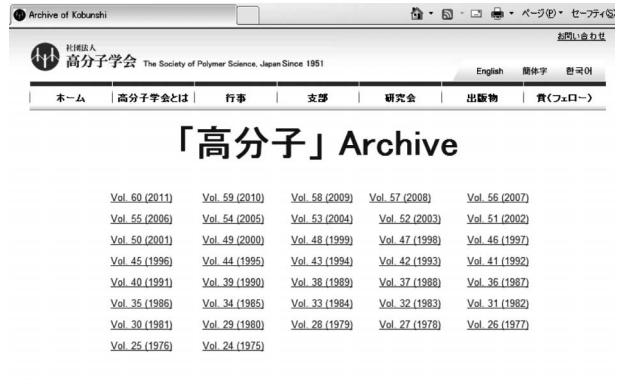 Archive of Kobunshi
ページ(P) セーフティ(S
お問い合わせ
社団法人
高分子学会 The Society of Polymer Science, Japan Since 1951
English 簡体字 한국어
ホーム 高分子学会とは 行事 支部 研究会 出版物 賞(フェロー)
「高分子」 Archive
Vol. 60 (2011) Vol. 59 (2010) Vol. 58 (2009) Vol. 57 (2008) Vol. 56 (2007)
Vol. 55 (2006) Vol. 54 (2005) Vol. 53 (2004) Vol. 52 (2003) Vol. 51 (2002)
Vol. 50 (2001) Vol. 49 (2000) Vol. 48 (1999) Vol. 47 (1998) Vol. 46 (1997)
Vol. 45 (1996) Vol. 44 (1995) Vol. 43 (1994) Vol. 42 (1993) Vol. 41 (1992)
Vol. 40 (1991) Vol. 39 (1990) Vol. 38 (1989) Vol. 37 (1988) Vol. 36 (1987)
Vol. 35 (1986) Vol. 34 (1985) Vol. 33 (1984) Vol. 32 (1983) Vol. 31 (1982)
Vol. 30 (1981) Vol. 29 (1980) Vol. 28 (1979) Vol. 27 (1978) Vol. 26 (1977)
Vol. 25 (1976) Vol. 24 (1975)